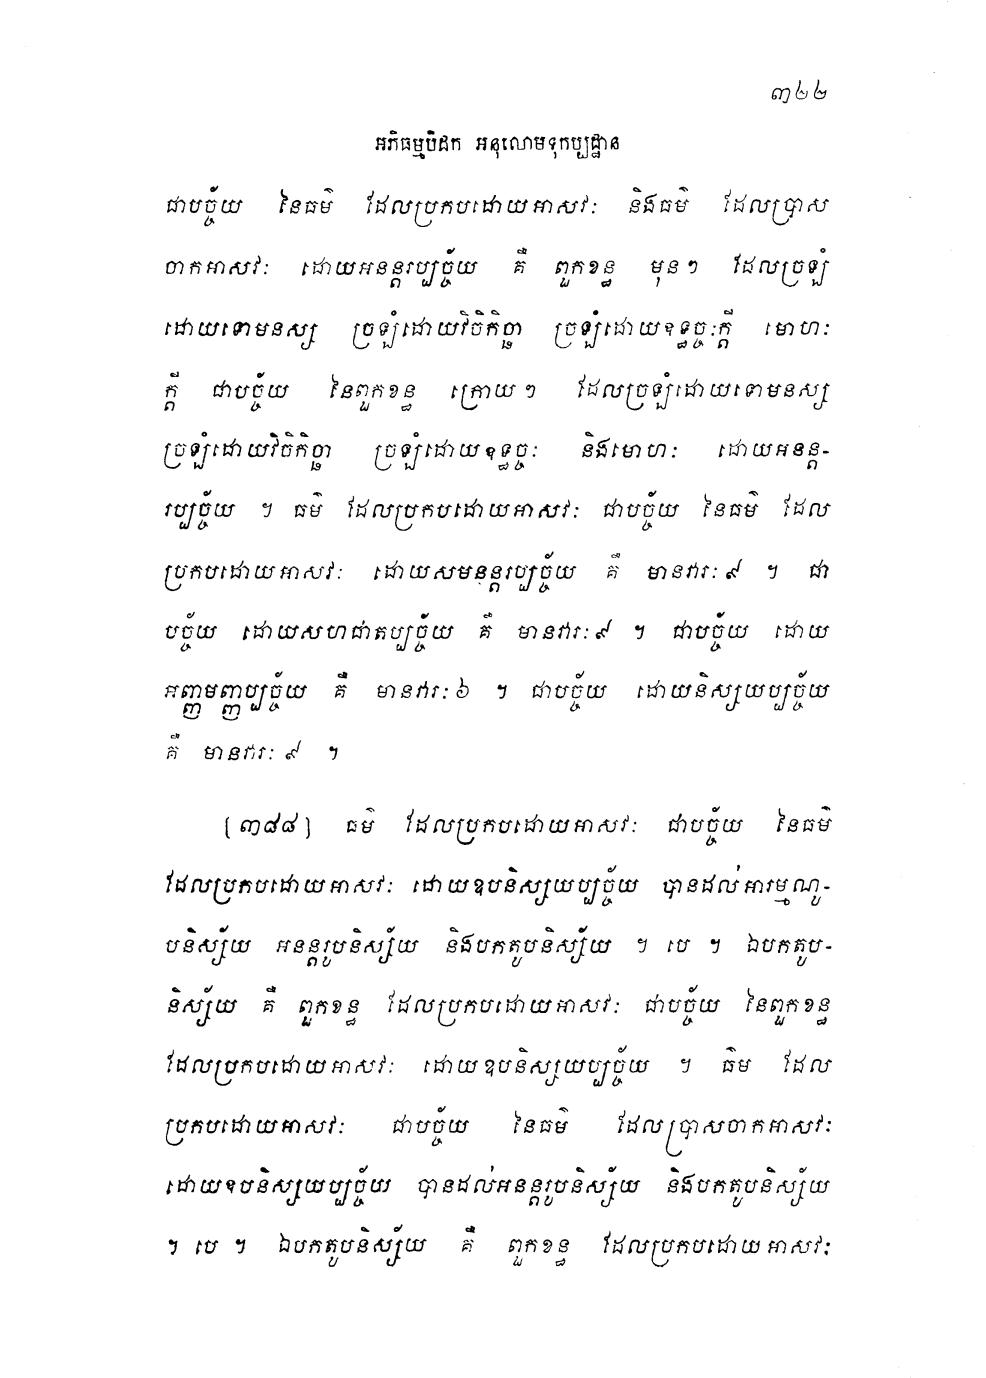 ៣២២
អភិធម្មបិដក អនុលោមទុកប្បដ្ឋាន
ជាបច្ច័យ នៃធម៌ ដែលប្រកបដោយអាសវៈ និងធម៌ ដែលប្រាស
ចាកអាសវៈ ដោយអនន្តរប្បច្ច័យ គឺ ពួកខន្ធ មុនៗ ដែលច្រឡំ
ដោយទោមនស្ស ច្រឡំដោយវិចិកិច្ឆា ច្រឡំដោយឧទ្ធច្ចៈក្តី មោហៈ
ក្តី ជាបច្ច័យ នៃពួកខន្ធ ក្រោយៗ ដែលច្រឡំដោយទោមនស្ស
ច្រឡំដោយវិចិកិច្ឆា ច្រឡំដោយឧទ្ធច្ចៈ និងមោហៈ ដោយអនន្ត-
រប្បច្ច័យ ។ ធម៌ ដែលប្រកបដោយអាសវៈ ជាបច្ច័យ នៃធម៌ ដែល
ប្រកបដោយអាសវៈ ដោយសមនន្តរប្បច្ច័យ គឺ មានវារៈ៩ ។ ជា
បច្ច័យ ដោយសហជាតប្បច្ច័យ គឺ មានវារៈ៩ ។ ជាបច្ច័យ ដោយ
អញ្ញមញ្ញប្បច្ច័យ គឺ មានវារៈ៦ ។ ជាបច្ច័យ ដោយនិស្សយប្បច្ច័យ
គឺ មានវារៈ ៩ ។
[៣៨៨] ធម៌ ដែលប្រកបដោយអាសវៈ ជាបច្ច័យ នៃធម៌
ដែលប្រកបដោយអាសវៈ ដោយឧបនិស្សយប្បច្ច័យ បានដល់អារម្មណូ-
បនិស្ស័យ អនន្តរូបនិស្ស័យ និងបកតូបនិស្ស័យ ។ បេ ។ ឯបកតូប-
និស្ស័យ គឺ ពួកខន្ធ ដែលប្រកបដោយអាសវៈ ជាបច្ច័យ នៃពួកខន្ធ
ដែលប្រកបដោយអាសវៈ ដោយឧបនិស្សយប្បច្ច័យ ។ ធម៌ ដែល
ប្រកបដោយអាសវៈ ជាបច្ច័យ នៃធម៌ ដែលប្រាសចាកអាសវៈ
ដោយឧបនិស្សយប្បច្ច័យ បានដល់អនន្តរូបនិស្ស័យ និងបកតូបនិស្ស័យ
។ បេ ។ ឯបកតូបនិស្ស័យ គឺ ពួកខន្ធ ដែលប្រកបដោយអាសវៈ